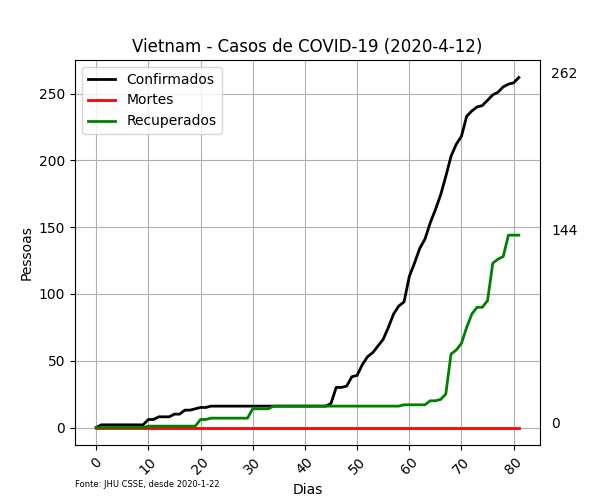 Vietnam - Casos de COVID-19 (2020-4-12)
Confirmados
Mortes
Recuperados
262
250
200
150
144
100
50
0
0
Pessoas
0
10
20
30
40
50
60
70
80
Dias
Fonte: JHU CSSE, desde 2020-1-22